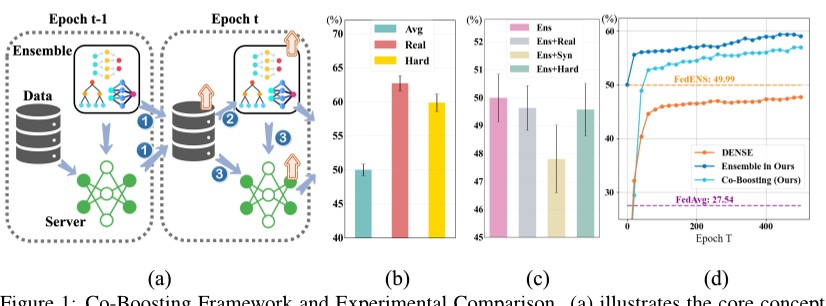 Epoch t-1
Epoch t
Ensemble
Data
Server
1
1
2
3
3
(a)
(%)
70
65
60
55
50
45
40
Avg
Real
Hard
(b)
(%)
52
51
50
49
48
47
46
45
Ens
Ens+Real
Ens+Syn
Ens+Hard
(c)
(%)
60
50
40
30
FedENS: 49.99
DENSE
Ensemble in Ours
Co-Boosting (Ours)
FedAvg: 27.54
0
200
400
Epoch T
(d)
Figure 1: Co-Boosting Framework and Experimental Comparison. (a) illustrates the core concept